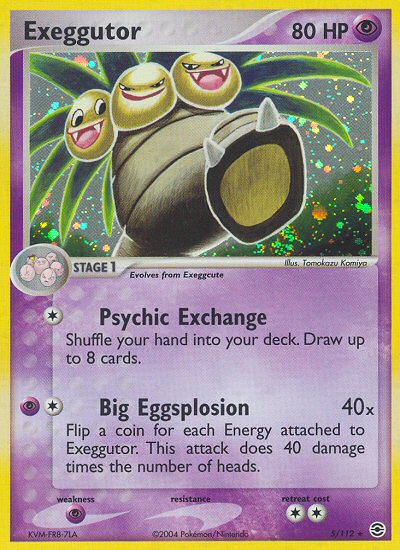 Exeggutor 80 HP
Illus. Tomokazu Komiya
STAGE 1
Evolves from Exeggcute
Psychic Exchange
Shuffle your hand into your deck. Draw up
to 8 cards.
Big Eggsplosion 40x
Flip a coin for each Energy attached to
Exeggutor. This attack does 40 damage
times the number of heads.
weakness resistance retreat cost
KVM-FR8-7LA ©2004 Pokémon/Nintendo 5/112 ★